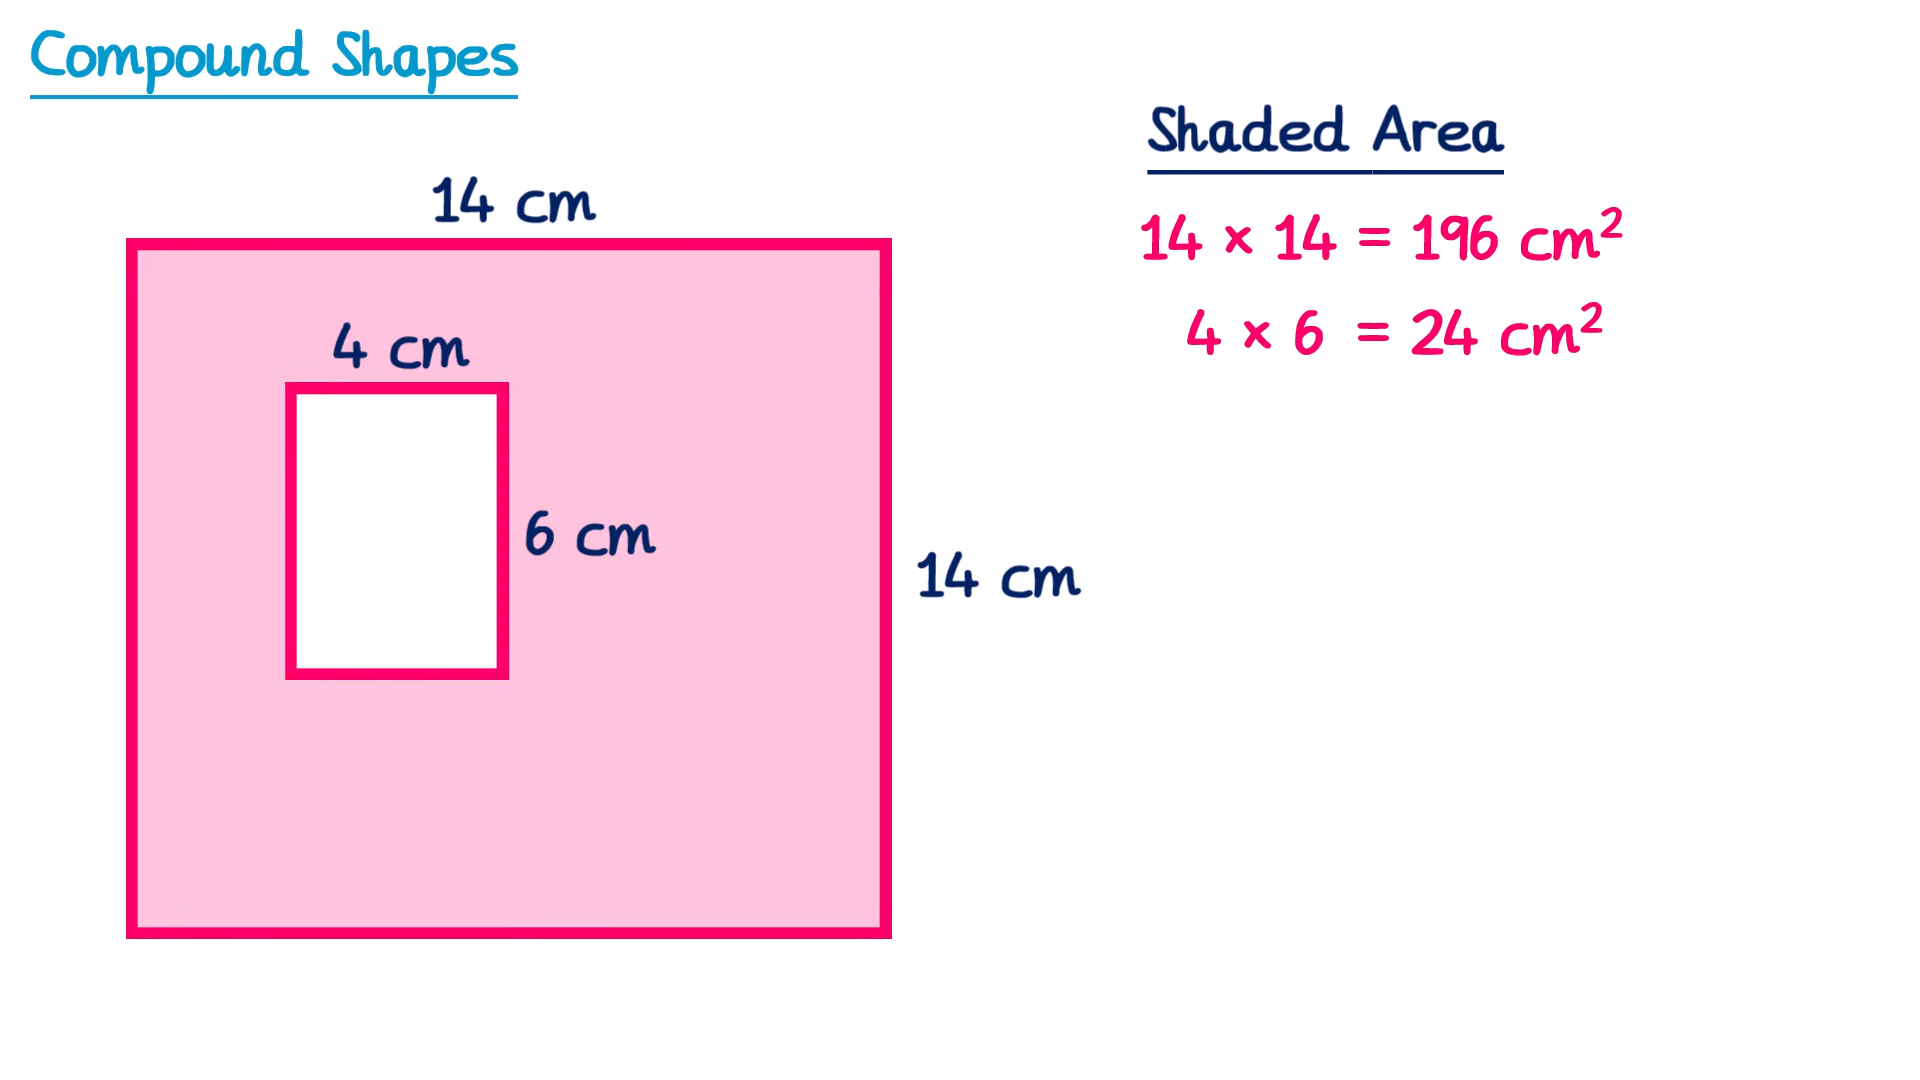 Compound Shapes
Shaded Area
14 cm
14 × 14 = 196 cm²
4 × 6 = 24 cm²
4 cm
6 cm
14 cm